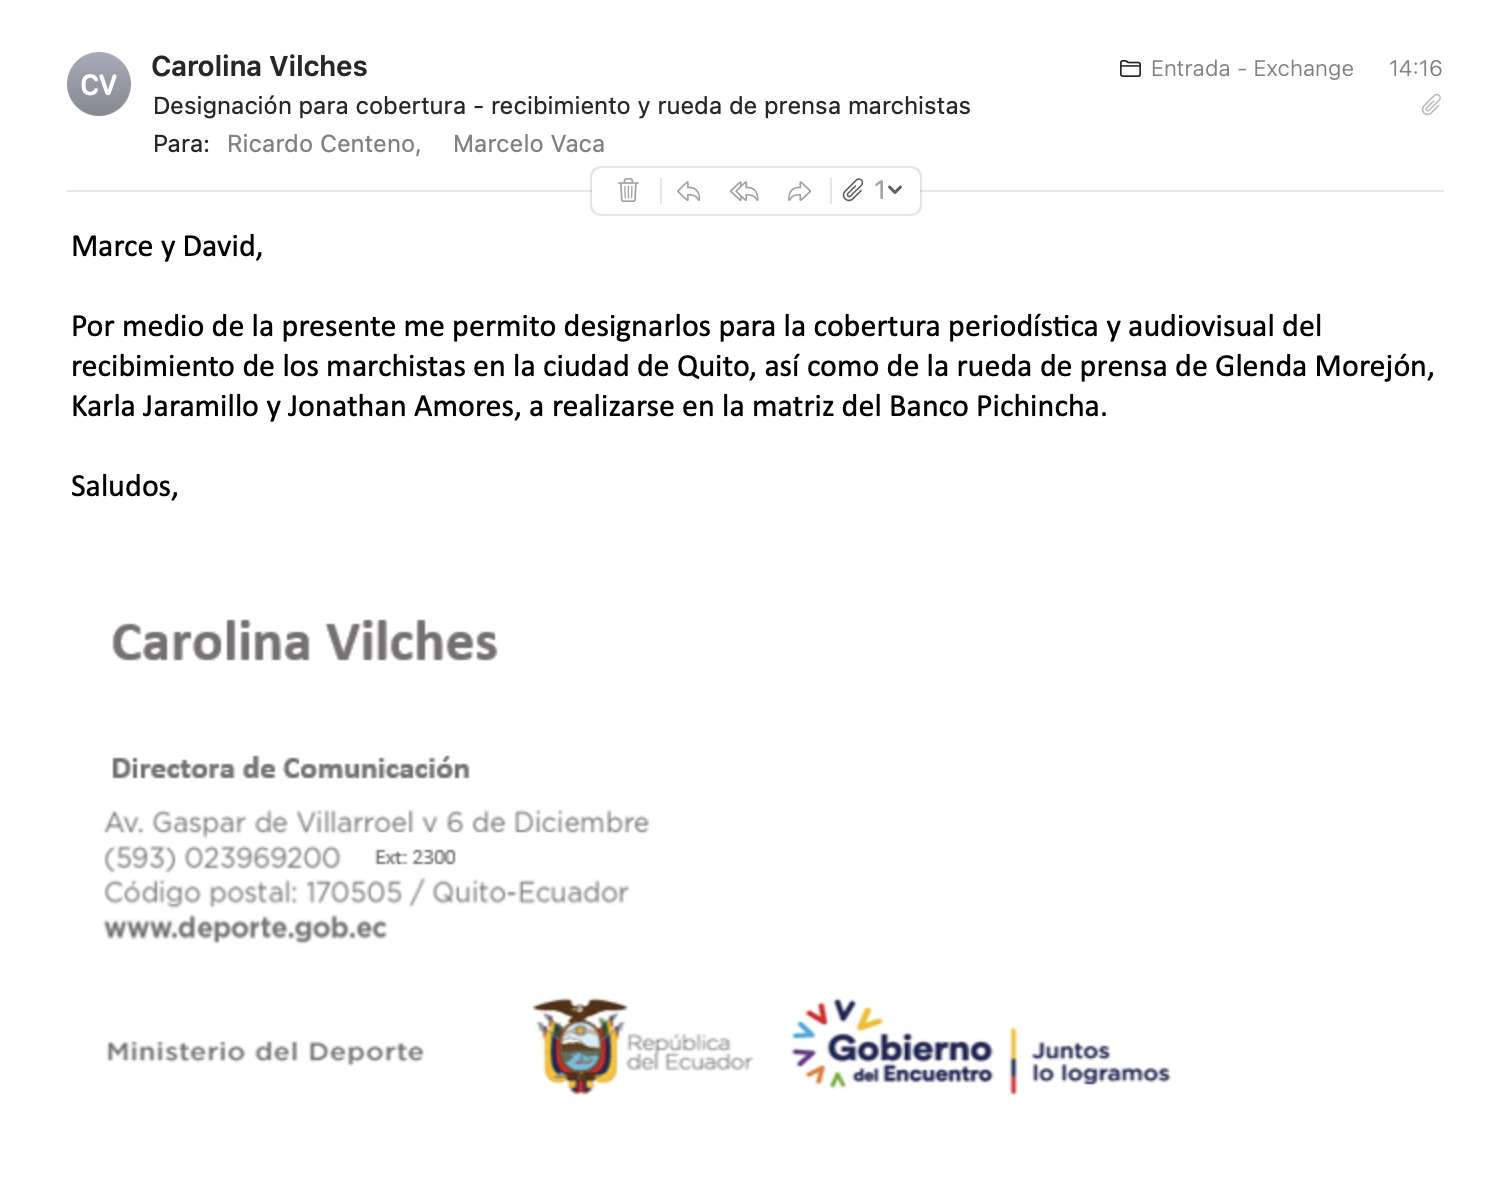 CV
Carolina Vilches
Entrada - Exchange 14:16
Designación para cobertura - recibimiento y rueda de prensa marchistas
Para: Ricardo Centeno, Marcelo Vaca
1
Marce y David,
Por medio de la presente me permito designarlos para la cobertura periodística y audiovisual del
recibimiento de los marchistas en la ciudad de Quito, así como de la rueda de prensa de Glenda Morejón,
Karla Jaramillo y Jonathan Amores, a realizarse en la matriz del Banco Pichincha.
Saludos,
Carolina Vilches
Directora de Comunicación
Av. Gaspar de Villarroel v 6 de Diciembre
(593) 023969200 Ext: 2300
Código postal: 170505 / Quito-Ecuador
www.deporte.gob.ec
Ministerio del Deporte
República
del Ecuador
Gobierno
del Encuentro
Juntos
lo logramos